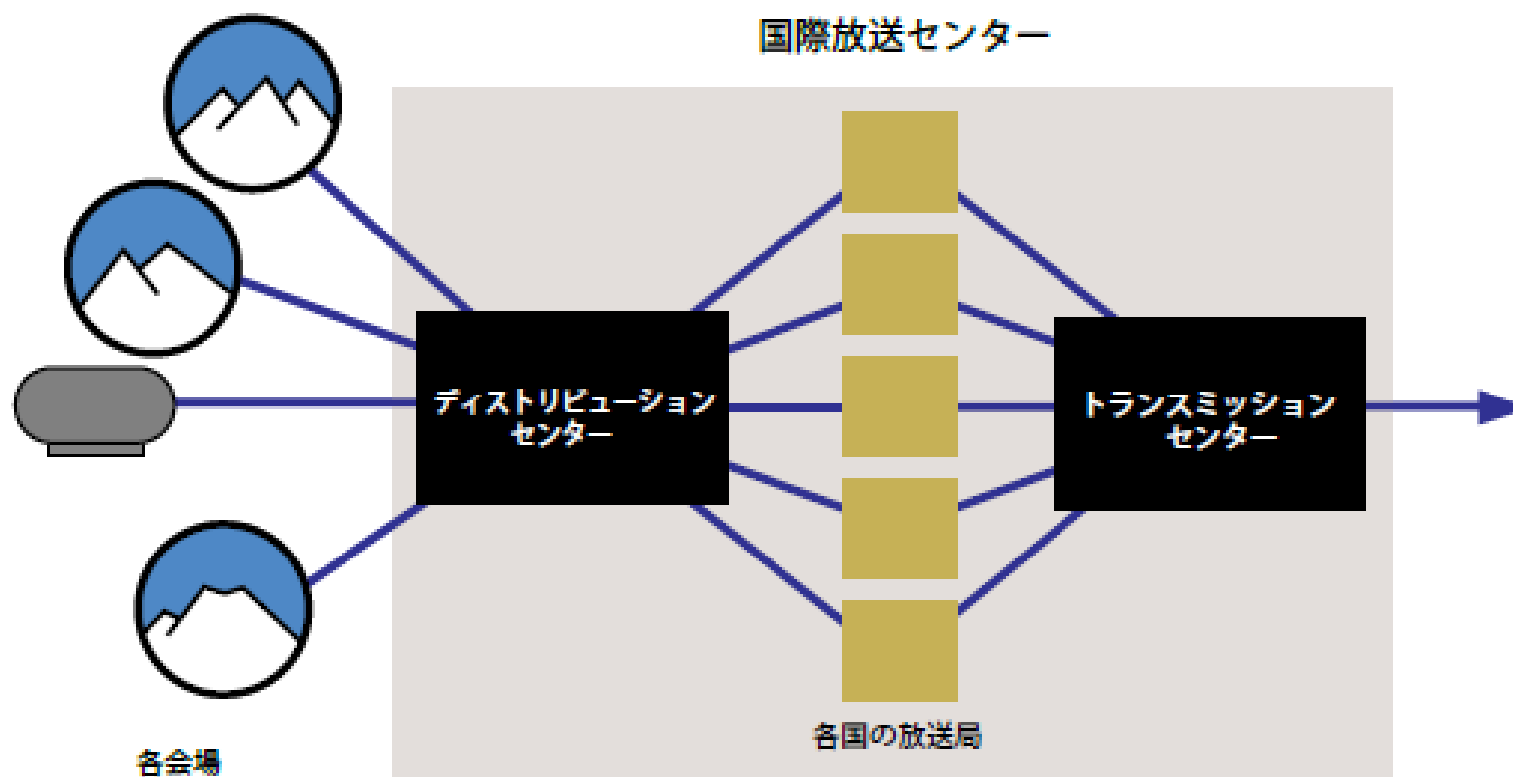 国際放送センター
ディストリビューション
センター
トランスミッション
センター
各国の放送局
各会場